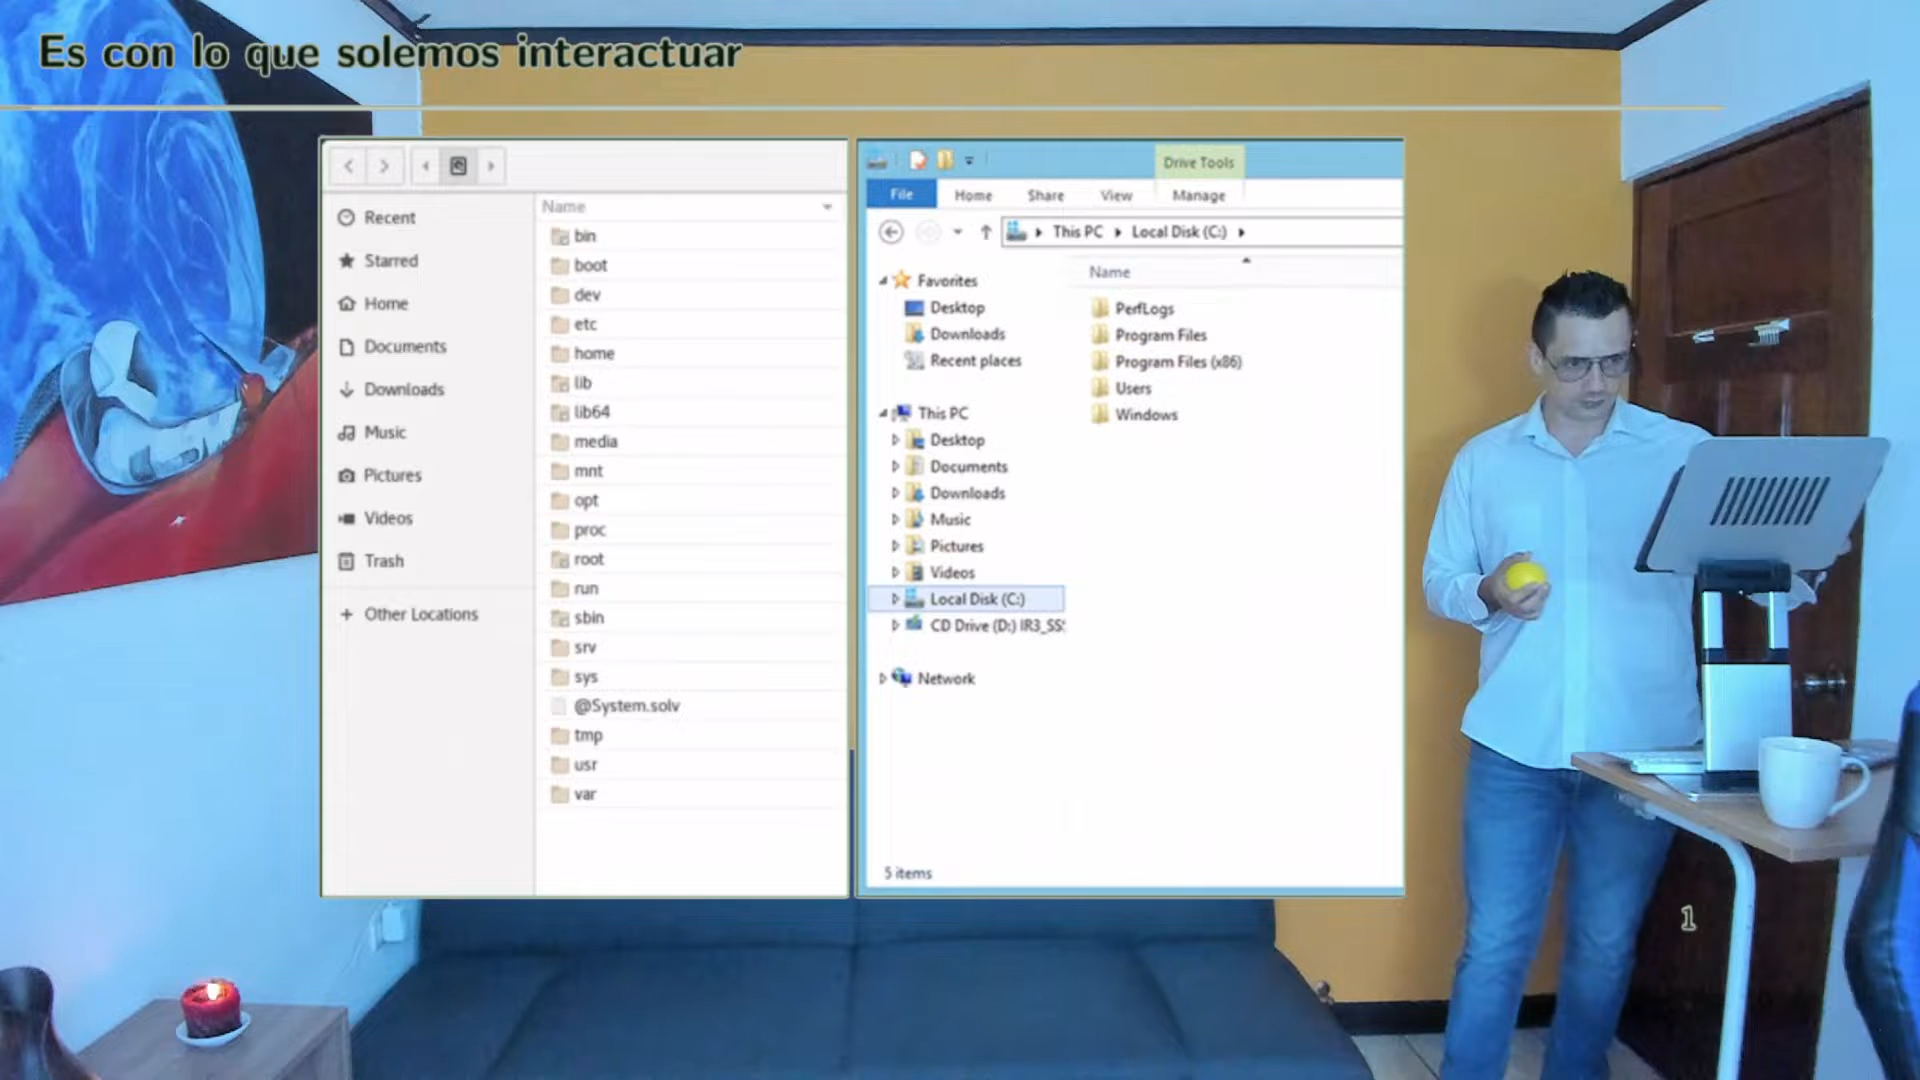 Es con lo que solemos interactuar
Name
Recent
Starred
Home
Documents
Downloads
Music
Pictures
Videos
Trash
+ Other Locations
bin
boot
dev
etc
home
lib
lib64
media
mnt
opt
proc
root
run
sbin
srv
sys
@System.solv
tmp
usr
var
Drive Tools
File Home Share View Manage
This PC Local Disk (C:)
Name
Favorites
Desktop
Downloads
Recent places
This PC
Desktop
Documents
Downloads
Music
Pictures
Videos
Local Disk (C:)
CD Drive (D:) IR3_SS
Network
PerfLogs
Program Files
Program Files (x86)
Users
Windows
5 items
1